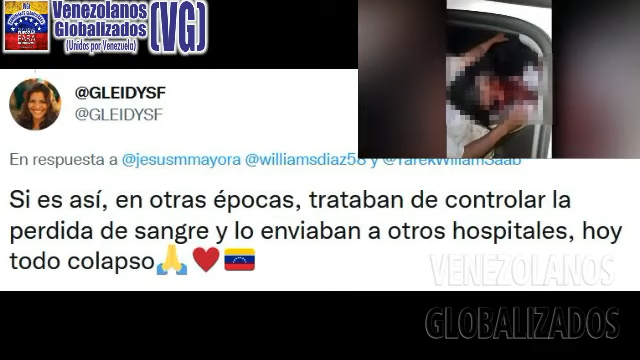 Venezolanos
Globalizados
(Unidos por Venezuela)
(VG)
@GLEIDYSF
@GLEIDYSF
En respuesta a @jesusmmayora @williamsdiaz58 y @TarekWiliamSaab
Si es así, en otras épocas, trataban de controlar la
perdida de sangre y lo enviaban a otros hospitales, hoy
todo colapso🙏❤️🇻🇪
VENEZOLANOS
GLOBALIZADOS